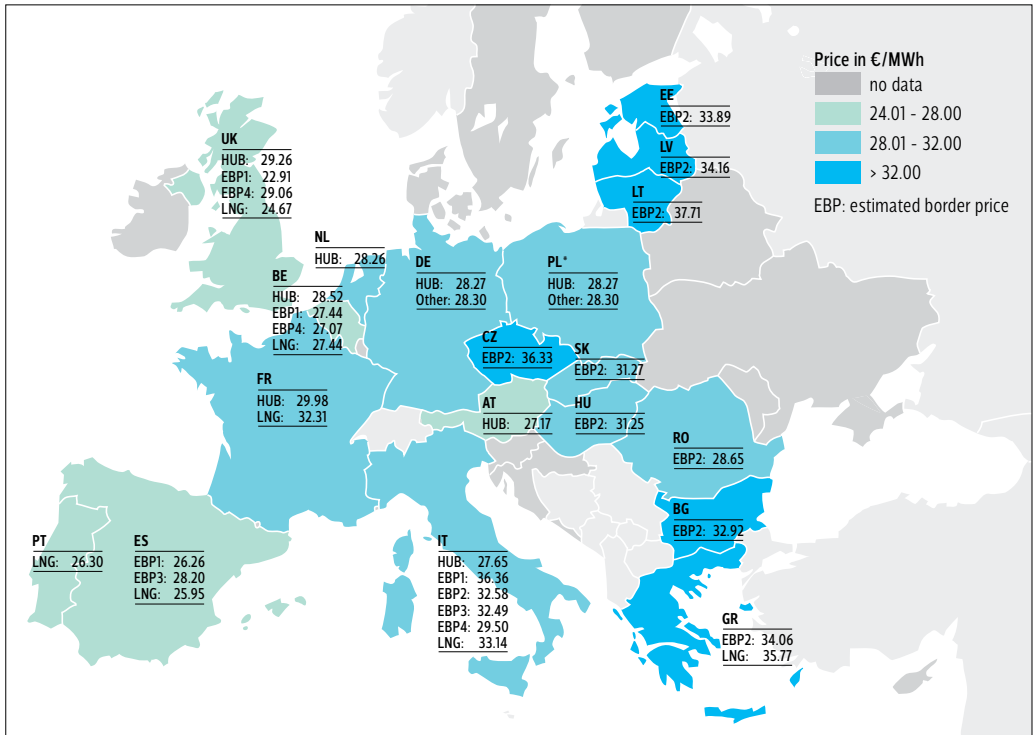 Price in €/MWh
no data
24.01 - 28.00
28.01 - 32.00
> 32.00
EBP: estimated border price
EE
EBP2: 33.89
LV
EBP2: 34.16
LT
EBP2: 37.71
UK
HUB: 29.26
EBP1: 22.91
EBP4: 29.06
LNG: 24.67
NL
HUB: 28.26
BE
HUB: 28.52
EBP1: 27.44
EBP4: 27.07
LNG: 27.44
DE
HUB: 28.27
Other: 28.30
PL*
HUB: 28.27
Other: 28.30
CZ
EBP2: 36.33
SK
EBP2: 31.27
FR
HUB: 29.98
LNG: 32.31
AT
HUB: 27.17
HU
EBP2: 31.25
RO
EBP2: 28.65
BG
EBP2: 32.92
PT
LNG: 26.30
ES
EBP1: 26.26
EBP3: 28.20
LNG: 25.95
IT
HUB: 27.65
EBP1: 36.36
EBP2: 32.58
EBP3: 32.49
EBP4: 29.50
LNG: 33.14
GR
EBP2: 34.06
LNG: 35.77